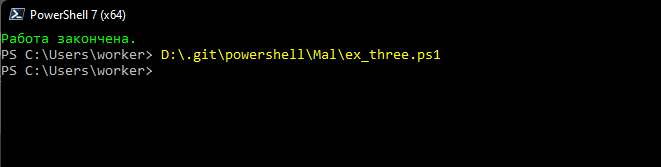 PowerShell 7 (x64)
Работа закончена.
PS C:\Users\worker> D:\.git\powershell\Mal\ex_three.ps1
PS C:\Users\worker>